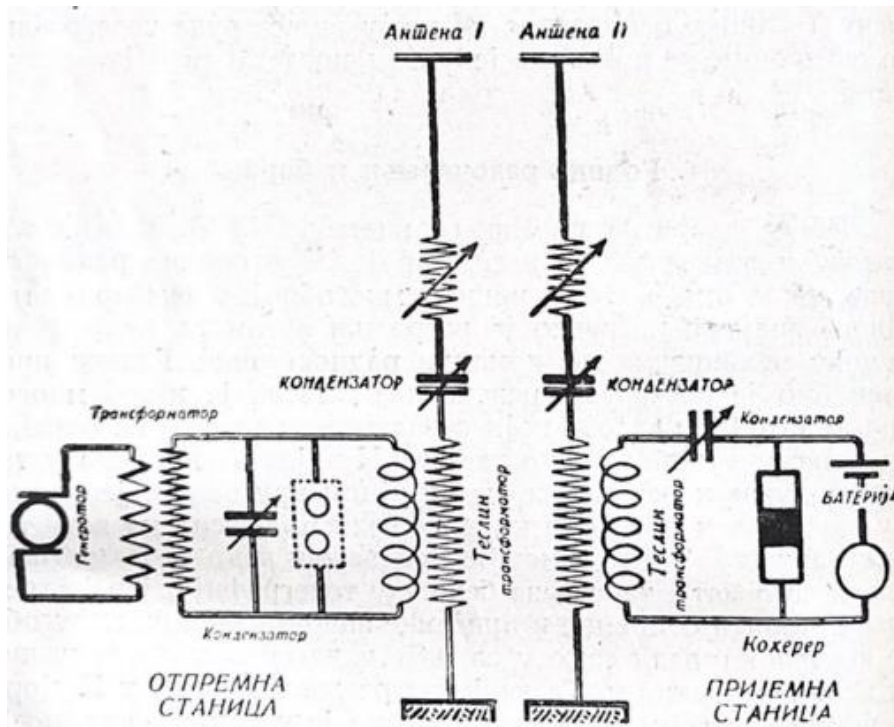 Антена I
Антена II
КОНДЕНЗАТОР
КОНДЕНЗАТОР
Трансформатор
Кондензатор
Генератор
Теслин
трансформатор
Теслин
трансформатор
БАТЕРИЈА
Кондензатор
Кохерер
ОТПРЕМНА
СТАНИЦА
ПРИЈЕМНА
СТАНИЦА